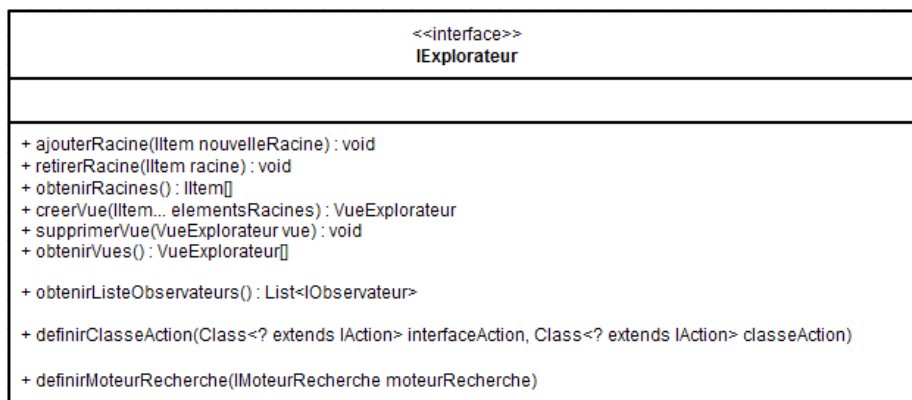 <<interface>>
IExplorateur
+ ajouterRacine(IItem nouvelleRacine) : void
+ retirerRacine(IItem racine) : void
+ obtenirRacines() : IItem[]
+ creerVue(IItem... elementsRacines) : VueExplorateur
+ supprimerVue(VueExplorateur vue) : void
+ obtenirVues() : VueExplorateur[]
+ obtenirListeObservateurs() : List<IObservateur>
+ definirClasseAction(Class<? extends IAction> interfaceAction, Class<? extends IAction> classeAction)
+ definirMoteurRecherche(IMoteurRecherche moteurRecherche)